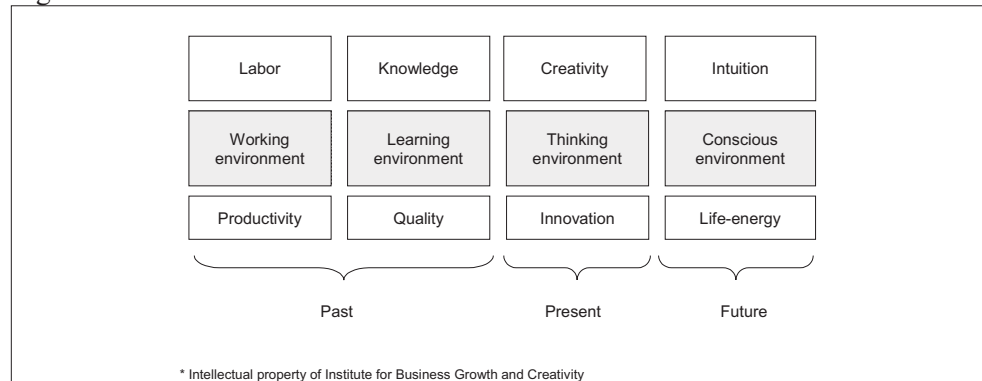 Labor
Knowledge
Creativity
Intuition
Working
environment
Learning
environment
Thinking
environment
Conscious
environment
Productivity
Quality
Innovation
Life-energy
Past
Present
Future
* Intellectual property of Institute for Business Growth and Creativity